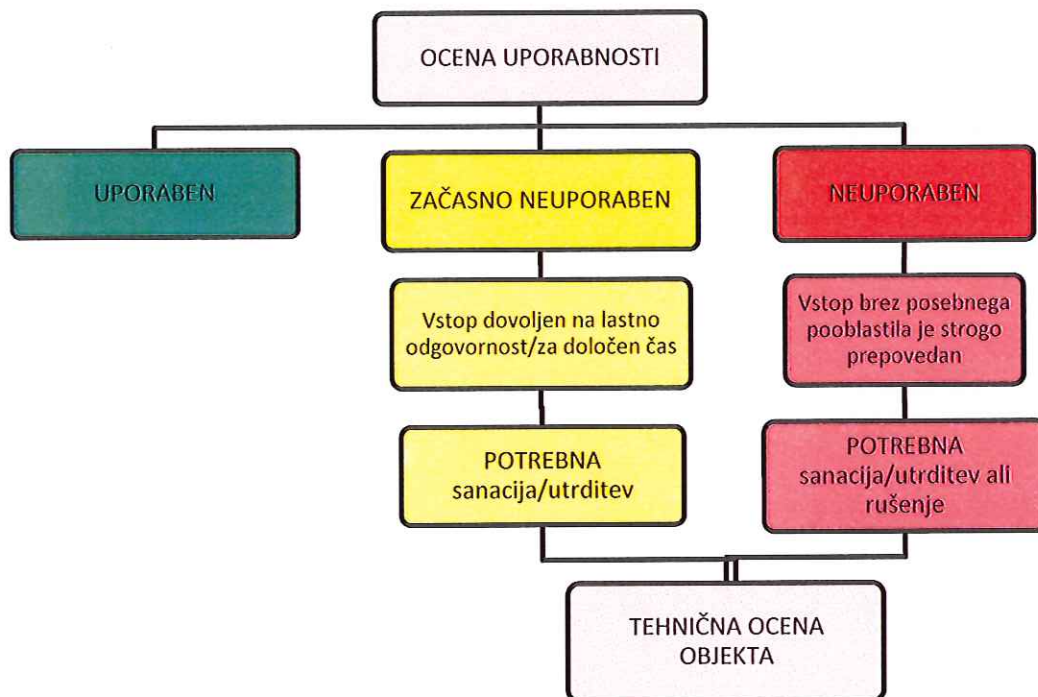 OCENA UPORABNOSTI
UPORABEN
ZAČASNO NEUPORABEN
NEUPORABEN
Vstop dovoljen na lastno
odgovornost/za določen čas
Vstop brez posebnega
pooblastila je strogo
prepovedan
POTREBNA
sanacija/utrditev
POTREBNA
sanacija/utrditev ali
rušenje
TEHNIČNA OCENA
OBJEKTA